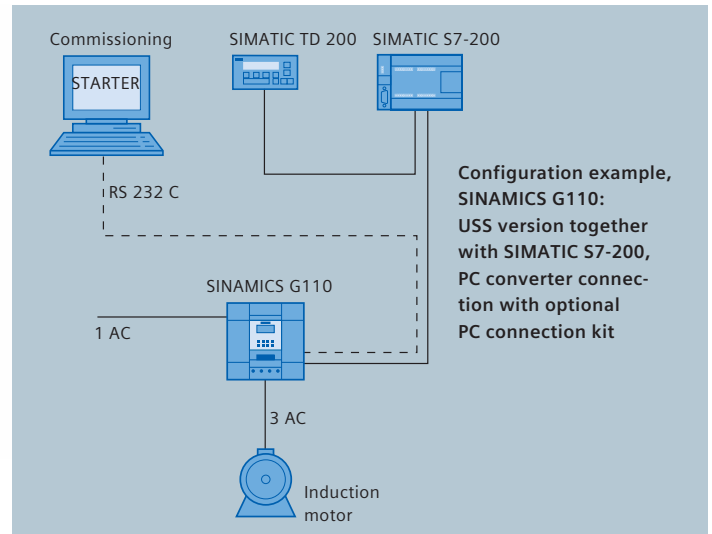 Commissioning
SIMATIC TD 200
SIMATIC S7-200
STARTER
RS 232 C
Configuration example,
SINAMICS G110:
USS version together
with SIMATIC S7-200,
PC converter connec-
tion with optional
PC connection kit
SINAMICS G110
1 AC
3 AC
Induction
motor